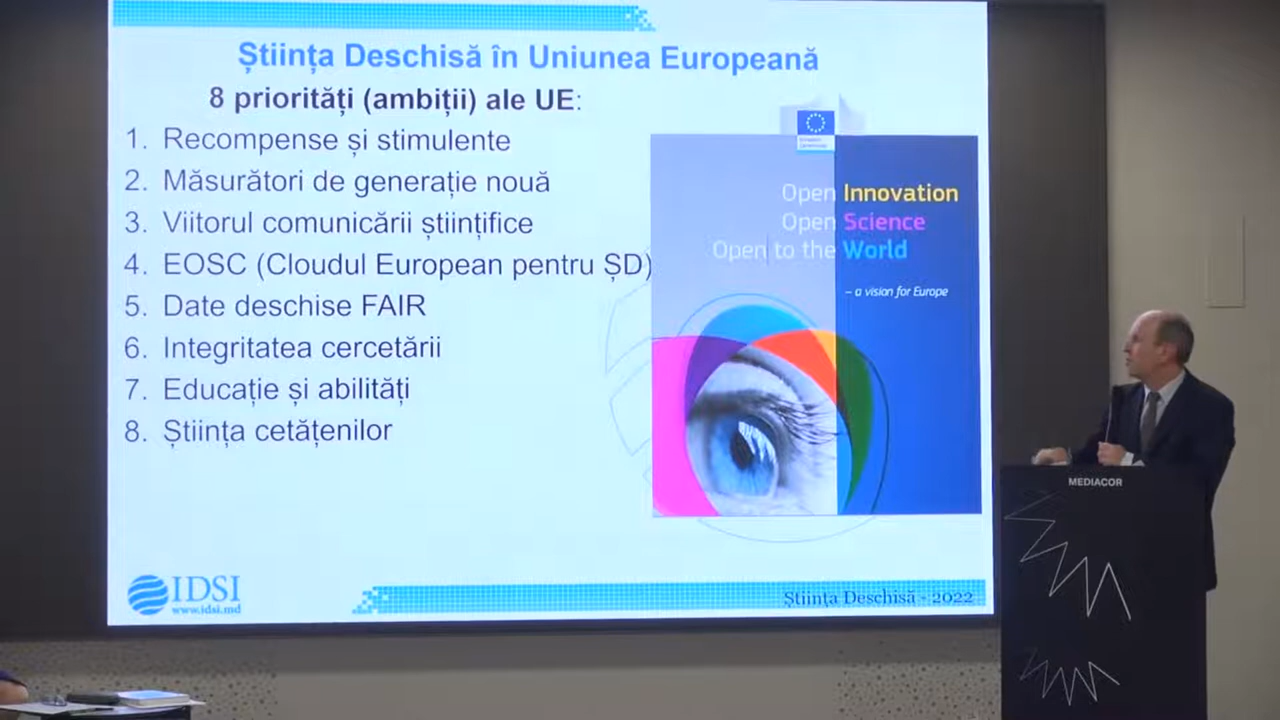 Știința Deschisă în Uniunea Europeană
8 priorități (ambiții) ale UE:
1. Recompense și stimulente
2. Măsurători de generație nouă
3. Viitorul comunicării științifice
4. EOSC (Cloudul European pentru ȘD)
5. Date deschise FAIR
6. Integritatea cercetării
7. Educație și abilități
8. Știința cetățenilor
European
Commission
Open Innovation
Open Science
Open to the World
– a vision for Europe
MEDIACOR
IDSI
www.idsi.md
Știința Deschisă - 2022